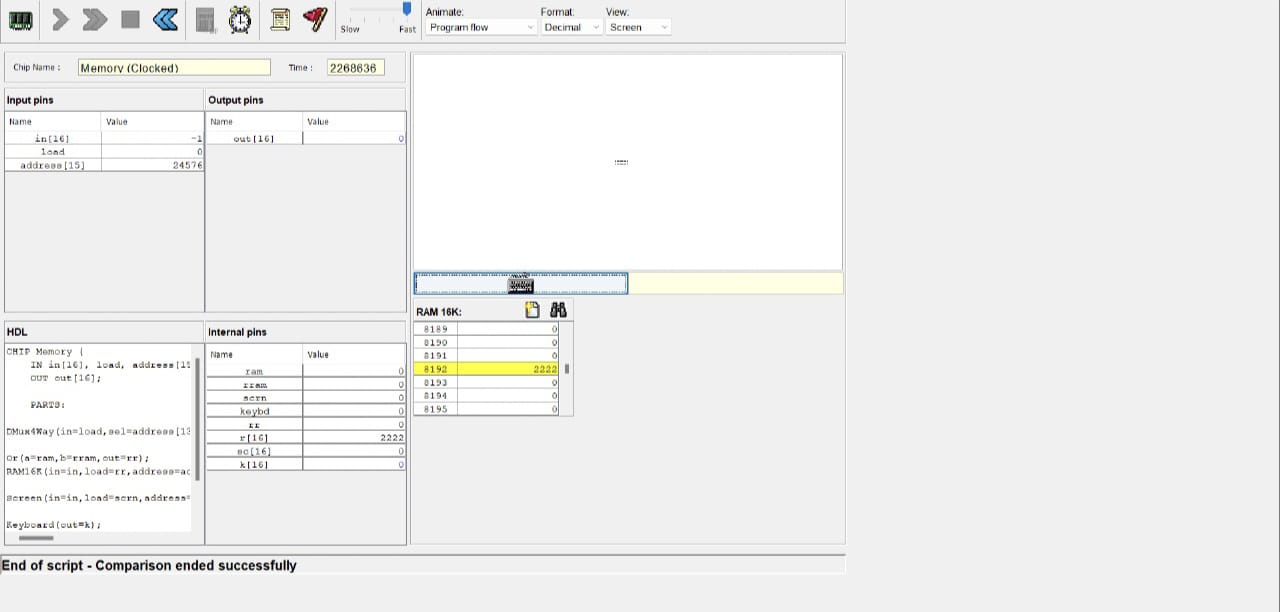 Animate:
Format:
View:
Slow
Fast
Program flow
Decimal
Screen
Chip Name :
Memory (Clocked)
Time :
2268636
Input pins
Output pins
Name
Value
Name
Value
in[16]
-1
out[16]
0
load
0
address[15]
24576
HDL
Internal pins
CHIP Memory {
IN in[16], load, address[15
OUT out[16];
PARTS:
DMux4Way(in=load,sel=address[13
Or(a=ram,b=rram,out=rr);
RAM16K(in=in,load=rr,address=ad
Screen(in=in,load=scrn,address=
Keyboard(out=k);
Name
Value
ram
0
rram
0
scrn
0
keybd
0
rr
0
r[16]
2222
sc[16]
0
k[16]
0
RAM 16K:
8189
0
8190
0
8191
0
8192
2222
8193
0
8194
0
8195
0
End of script - Comparison ended successfully